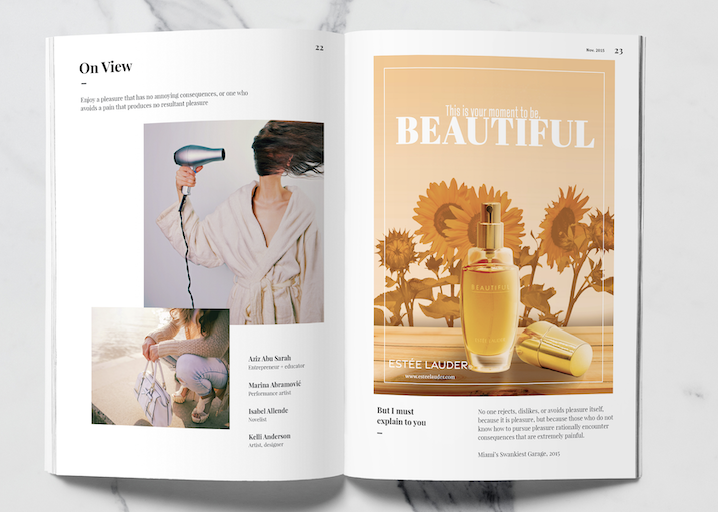 22
On View
Enjoy a pleasure that has no annoying consequences, or one who
avoids a pain that produces no resultant pleasure
Aziz Abu Sarah
Entrepreneur + educator
Marina Abramović
Performance artist
Isabel Allende
Novelist
Kelli Anderson
Artist, designer
Nov. 2015 23
This is your moment to be
BEAUTIFUL
BEAUTIFUL
ESTÉE LAUDER
ESTĒE LAUDER
www.esteelauder.com
But I must
explain to you
No one rejects, dislikes, or avoids pleasure itself,
because it is pleasure, but because those who do not
know how to pursue pleasure rationally encounter
consequences that are extremely painful.
Miami's Swankiest Garage, 2015